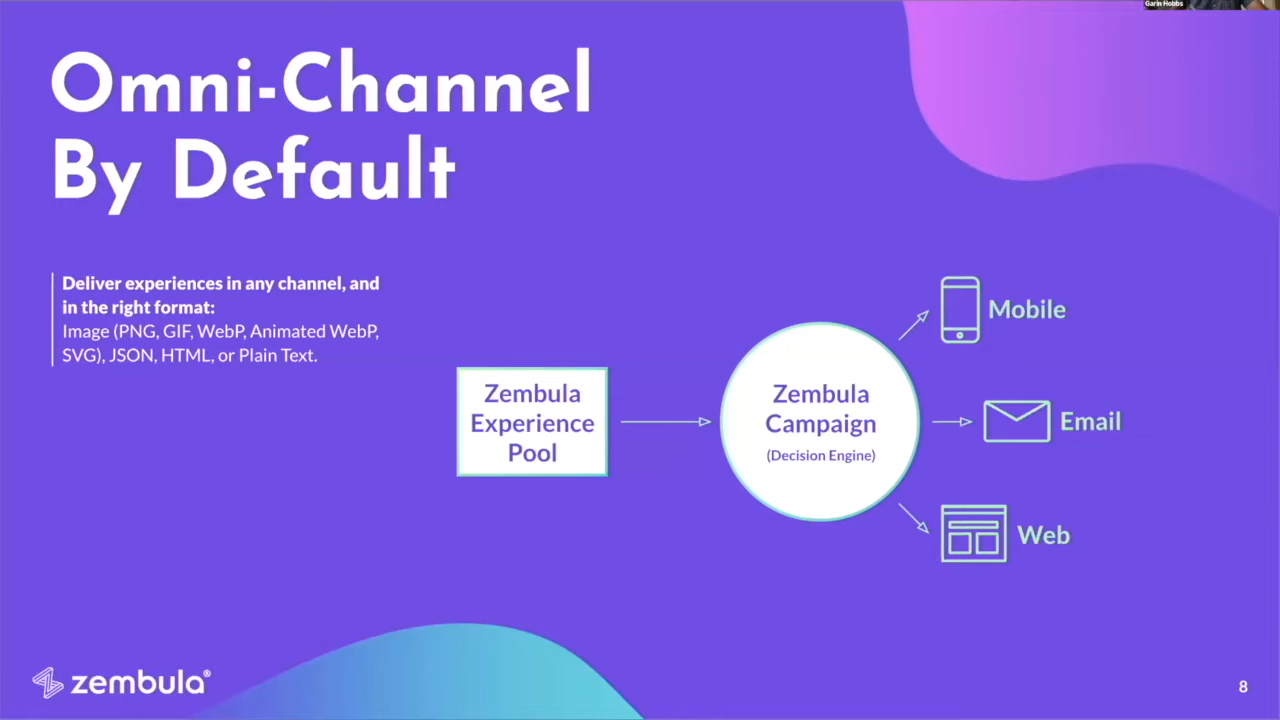 Garin Hobbs
Omni-Channel
By Default
Deliver experiences in any channel, and
in the right format:
Image (PNG, GIF, WebP, Animated WebP,
SVG), JSON, HTML, or Plain Text.
Zembula
Experience
Pool
Zembula
Campaign
(Decision Engine)
Mobile
Email
Web
zembula®
8